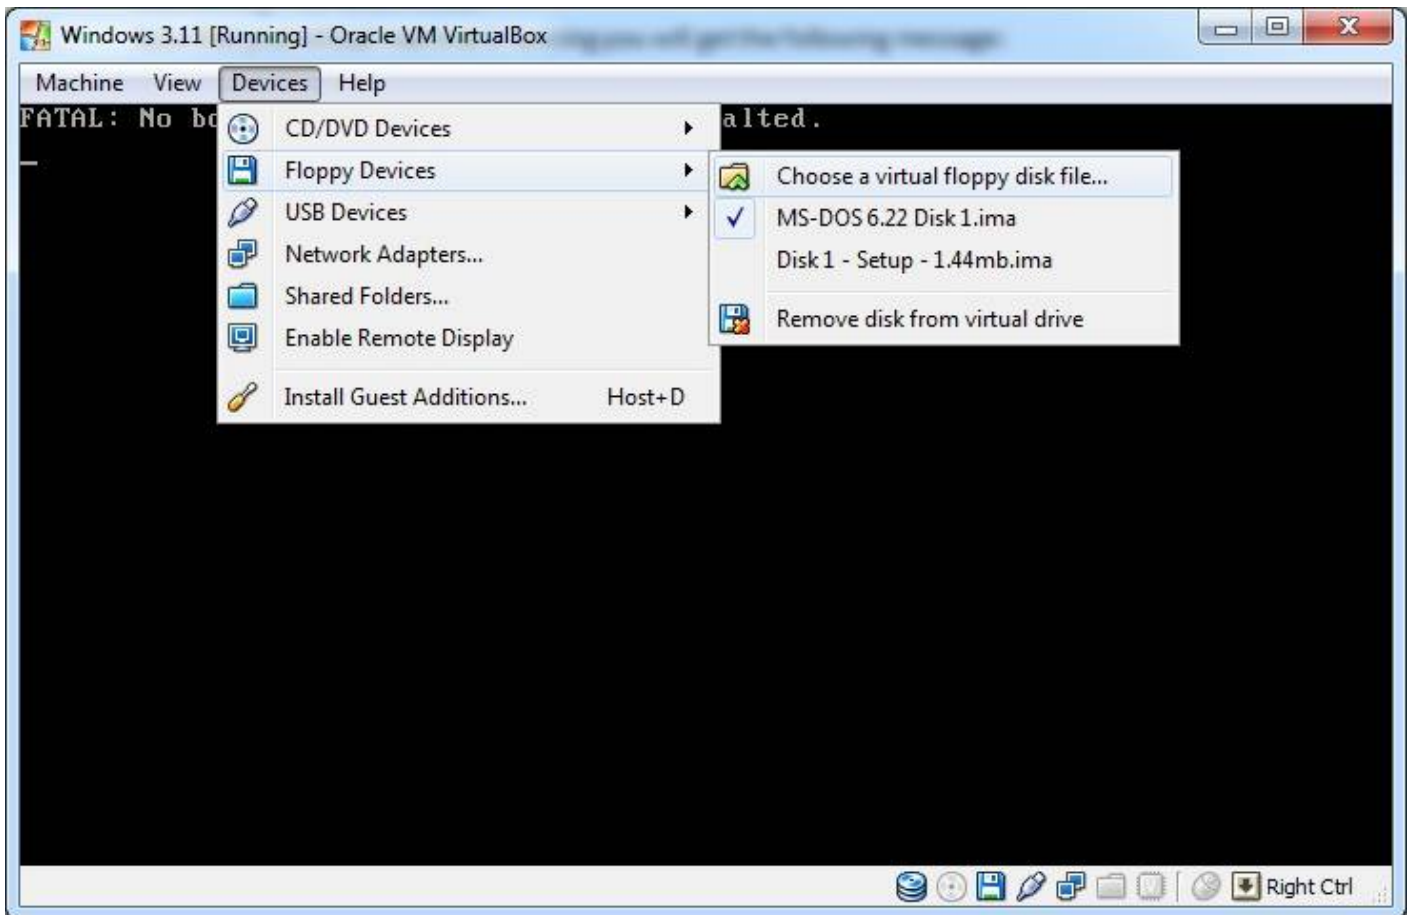 Windows 3.11 [Running] - Oracle VM VirtualBox
Machine View Devices Help
FATAL: No bo alted.
CD/DVD Devices
Floppy Devices
USB Devices
Network Adapters...
Shared Folders...
Enable Remote Display
Install Guest Additions... Host+D
Choose a virtual floppy disk file...
MS-DOS 6.22 Disk 1.ima
Disk 1 - Setup - 1.44mb.ima
Remove disk from virtual drive
Right Ctrl